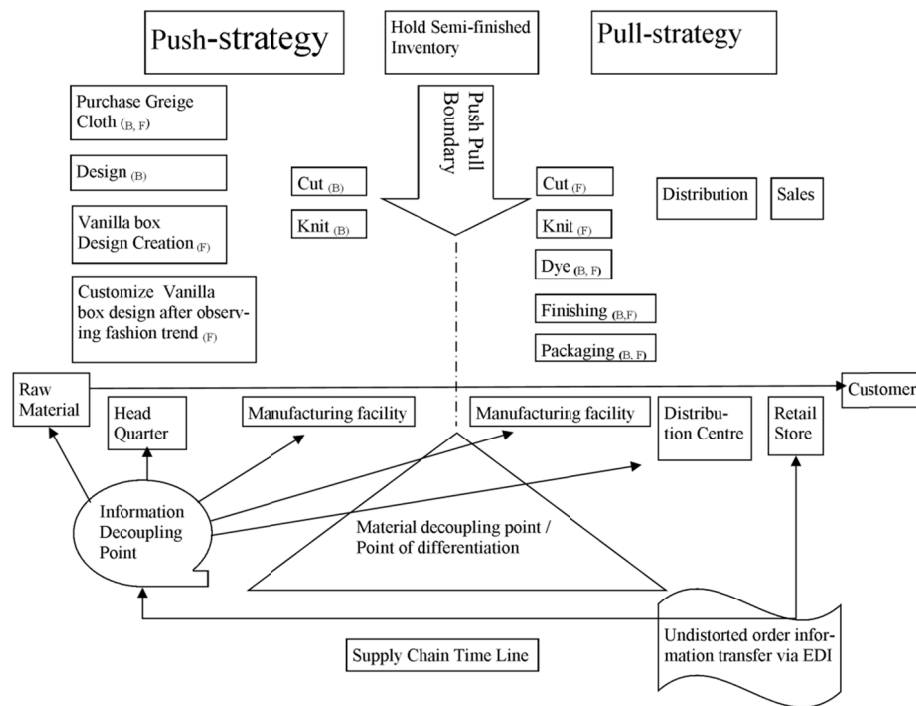 Push-strategy
Hold Semi-finished
Inventory
Pull-strategy
Purchase Greige
Cloth (B, F)
Design (B)
Vanilla box
Design Creation (F)
Customize Vanilla
box design after observ-
ing fashion trend (F)
Cut (B)
Knit (B)
Push Pull
Boundary
Cut (F)
Knit (F)
Dye (B, F)
Finishing (B,F)
Packaging (B, F)
Distribution
Sales
Raw
Material
Head
Quarter
Manufacturing facility
Manufacturing facility
Distribu-
tion Centre
Retail
Store
Customer
Information
Decoupling
Point
Material decoupling point /
Point of differentiation
Supply Chain Time Line
Undistorted order infor-
mation transfer via EDI